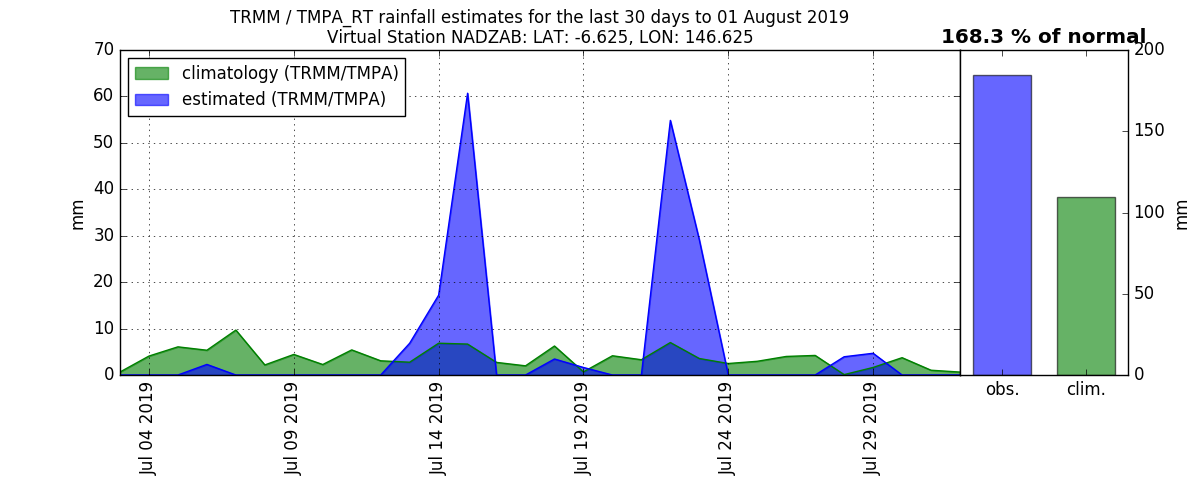 TRMM / TMPA_RT rainfall estimates for the last 30 days to 01 August 2019
Virtual Station NADZAB: LAT: -6.625, LON: 146.625
168.3 % of normal
climatology (TRMM/TMPA)
estimated (TRMM/TMPA)
70
60
50
40
30
20
10
0
mm
Jul 04 2019
Jul 09 2019
Jul 14 2019
Jul 19 2019
Jul 24 2019
Jul 29 2019
200
150
100
50
0
mm
obs.
clim.